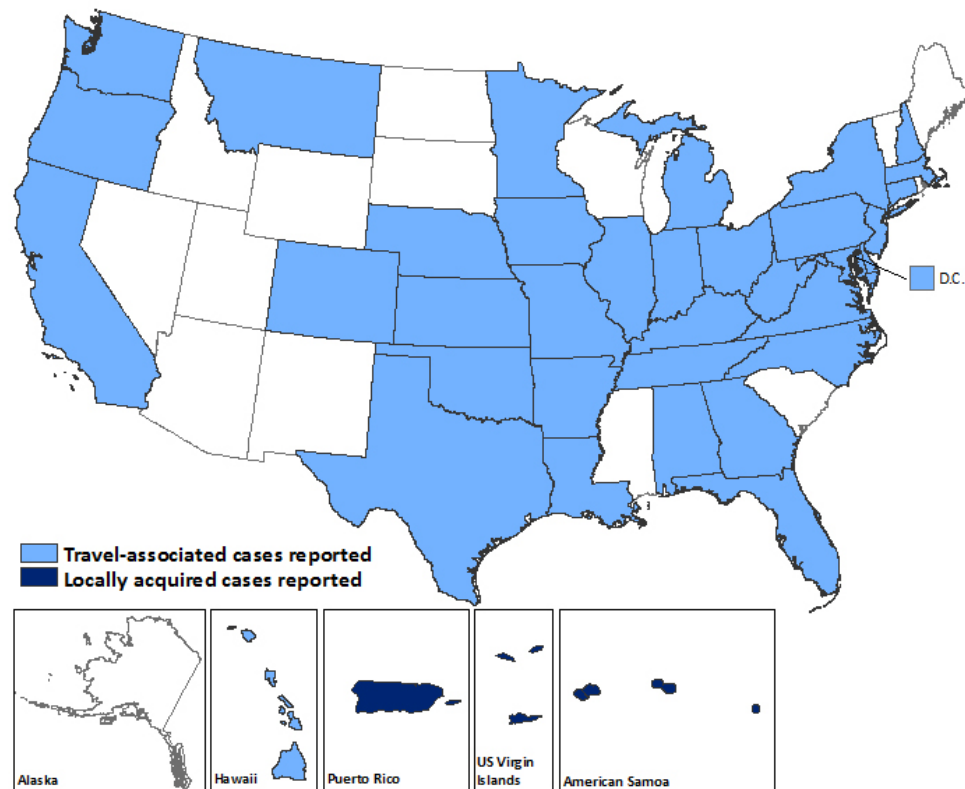 D.C.
Travel-associated cases reported
Locally acquired cases reported
Alaska
Hawaii
Puerto Rico
US Virgin
Islands
American Samoa